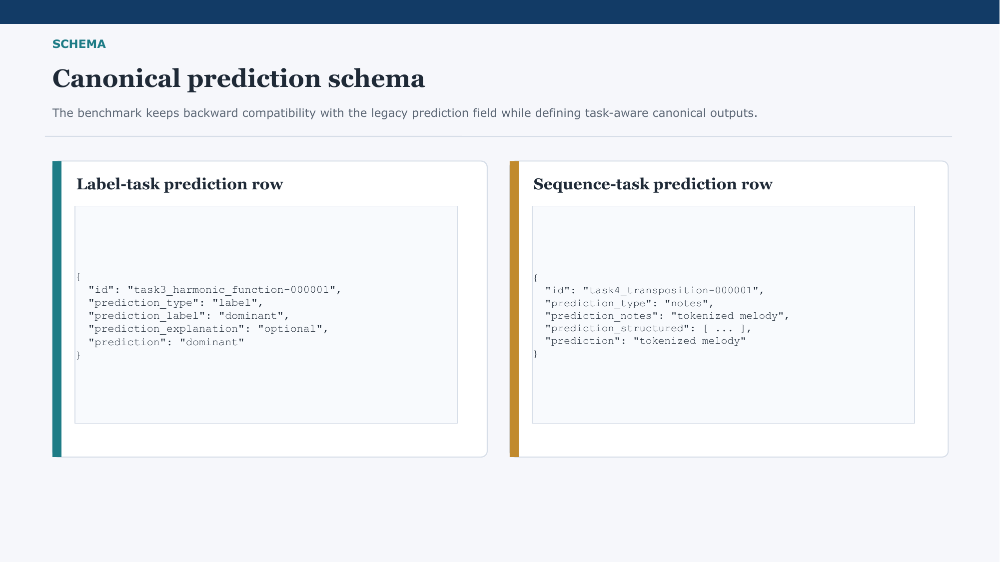 SCHEMA
Canonical prediction schema
The benchmark keeps backward compatibility with the legacy prediction field while defining task-aware canonical outputs.
Label-task prediction row
{
  "id": "task3_harmonic_function-000001",
  "prediction_type": "label",
  "prediction_label": "dominant",
  "prediction_explanation": "optional",
  "prediction": "dominant"
}
Sequence-task prediction row
{
  "id": "task4_transposition-000001",
  "prediction_type": "notes",
  "prediction_notes": "tokenized melody",
  "prediction_structured": [ ... ],
  "prediction": "tokenized melody"
}